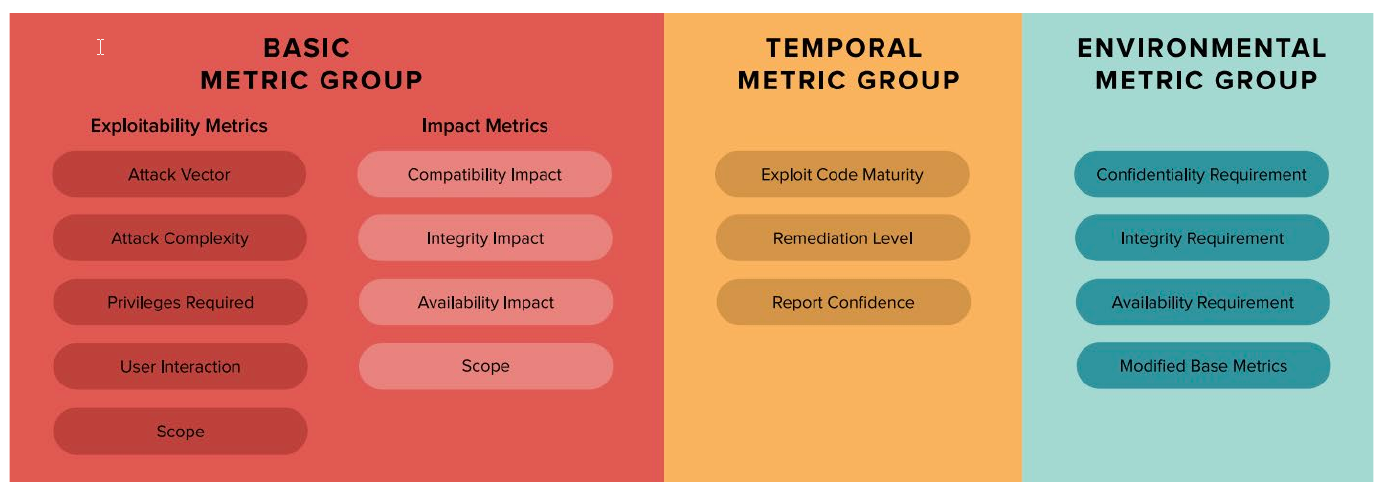 BASIC
METRIC GROUP
Exploitability Metrics
Attack Vector
Attack Complexity
Privileges Required
User Interaction
Scope
Impact Metrics
Compatibility Impact
Integrity Impact
Availability Impact
Scope
TEMPORAL
METRIC GROUP
Exploit Code Maturity
Remediation Level
Report Confidence
ENVIRONMENTAL
METRIC GROUP
Confidentiality Requirement
Integrity Requirement
Availability Requirement
Modified Base Metrics